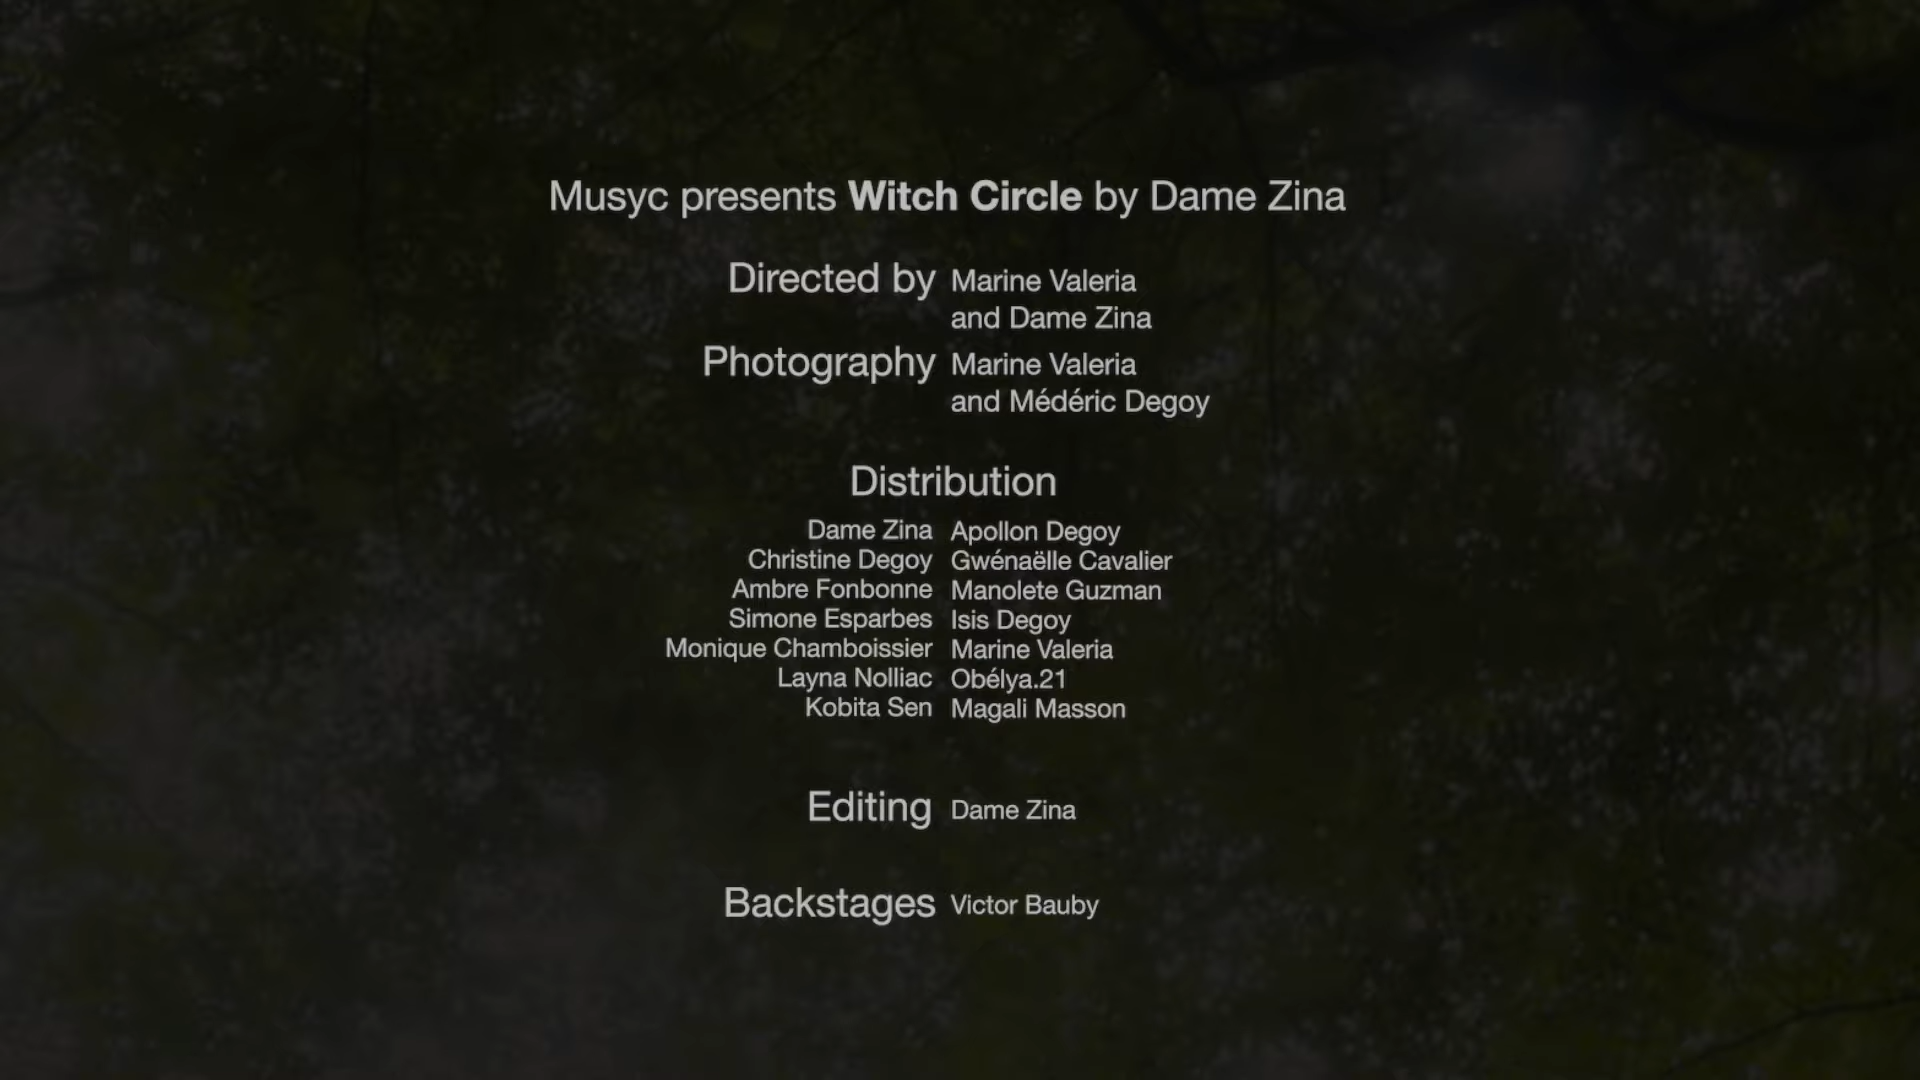 Musyc presents Witch Circle by Dame Zina
Directed by Marine Valeria
and Dame Zina
Photography Marine Valeria
and Médéric Degoy
Distribution
Dame Zina Apollon Degoy
Christine Degoy Gwénaëlle Cavalier
Ambre Fonbonne Manolete Guzman
Simone Esparbes Isis Degoy
Monique Chamboissier Marine Valeria
Layna Nolliac Obélya.21
Kobita Sen Magali Masson
Editing Dame Zina
Backstages Victor Bauby